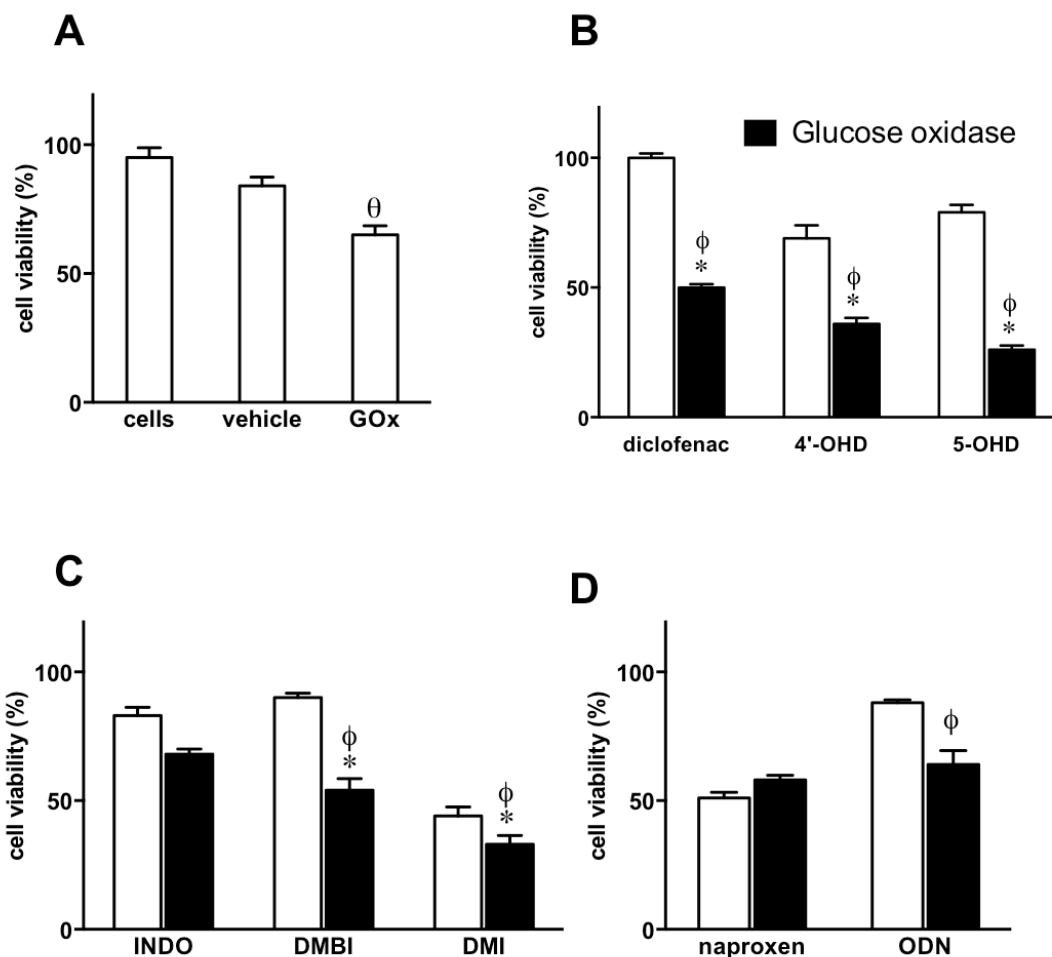 A
cell viability (%)
100
50
0
θ
cells vehicle GOx
B
Glucose oxidase
cell viability (%)
100
50
0
ϕ
*
ϕ
*
ϕ
*
diclofenac 4'-OHD 5-OHD
C
cell viability (%)
100
50
0
ϕ
*
ϕ
*
INDO DMBI DMI
D
cell viability (%)
100
50
0
ϕ
naproxen ODN